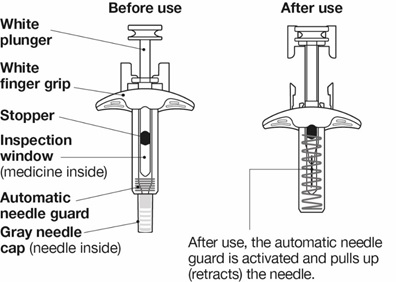 Before use
After use
White
plunger
White
finger grip
Stopper
Inspection
window
(medicine inside)
Automatic
needle guard
Gray needle
cap (needle inside)
After use, the automatic needle
guard is activated and pulls up
(retracts) the needle.